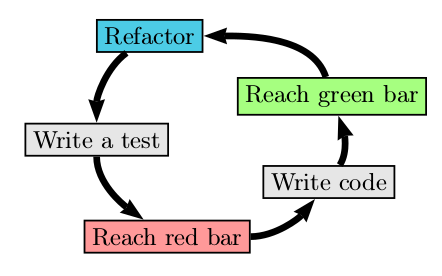 Refactor
Reach green bar
Write a test
Write code
Reach red bar